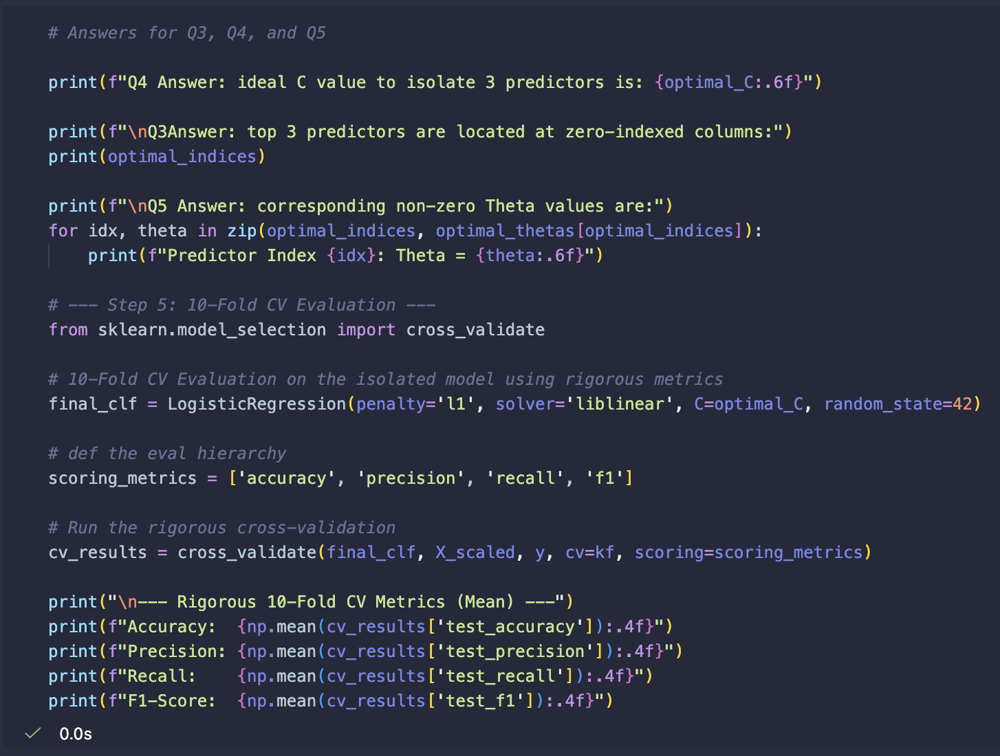 # Answers for Q3, Q4, and Q5
print(f"Q4 Answer: ideal C value to isolate 3 predictors is: {optimal_C:.6f}")
print(f"\nQ3Answer: top 3 predictors are located at zero-indexed columns:")
print(optimal_indices)
print(f"\nQ5 Answer: corresponding non-zero Theta values are:")
for idx, theta in zip(optimal_indices, optimal_thetas[optimal_indices]):
    print(f"Predictor Index {idx}: Theta = {theta:.6f}")
# --- Step 5: 10-Fold CV Evaluation ---
from sklearn.model_selection import cross_validate
# 10-Fold CV Evaluation on the isolated model using rigorous metrics
final_clf = LogisticRegression(penalty='l1', solver='liblinear', C=optimal_C, random_state=42)
# def the eval hierarchy
scoring_metrics = ['accuracy', 'precision', 'recall', 'f1']
# Run the rigorous cross-validation
cv_results = cross_validate(final_clf, X_scaled, y, cv=kf, scoring=scoring_metrics)
print("\n--- Rigorous 10-Fold CV Metrics (Mean) ---")
print(f"Accuracy:  {np.mean(cv_results['test_accuracy']):.4f}")
print(f"Precision: {np.mean(cv_results['test_precision']):.4f}")
print(f"Recall:    {np.mean(cv_results['test_recall']):.4f}")
print(f"F1-Score:  {np.mean(cv_results['test_f1']):.4f}")
0.0s